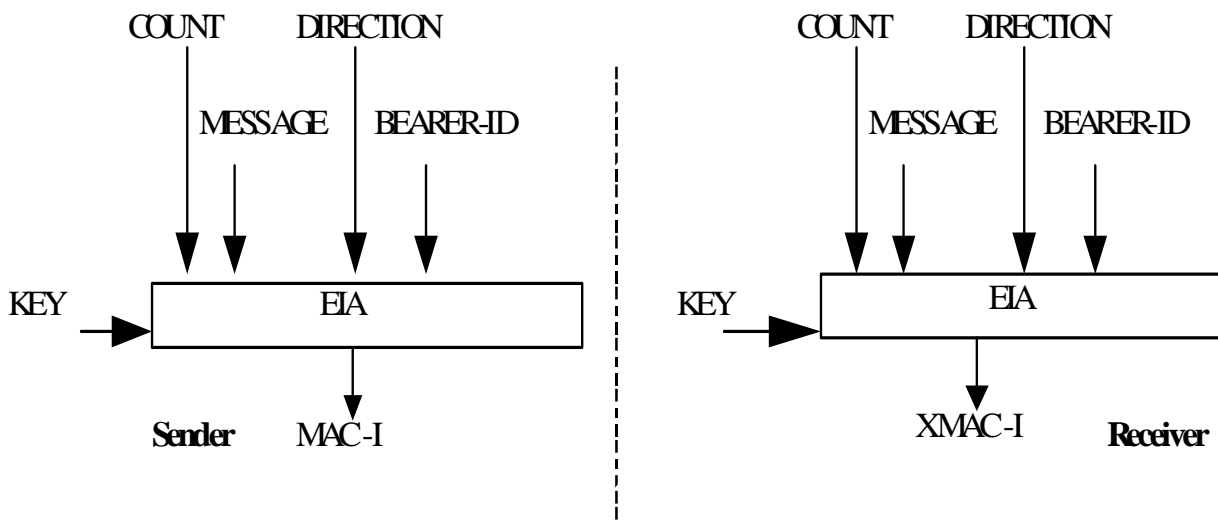 COUNT DIRECTION
MESSAGE BEARER-ID
KEY
EIA
Sender MAC-I
COUNT DIRECTION
MESSAGE BEARER-ID
KEY
EIA
XMAC-I Receiver